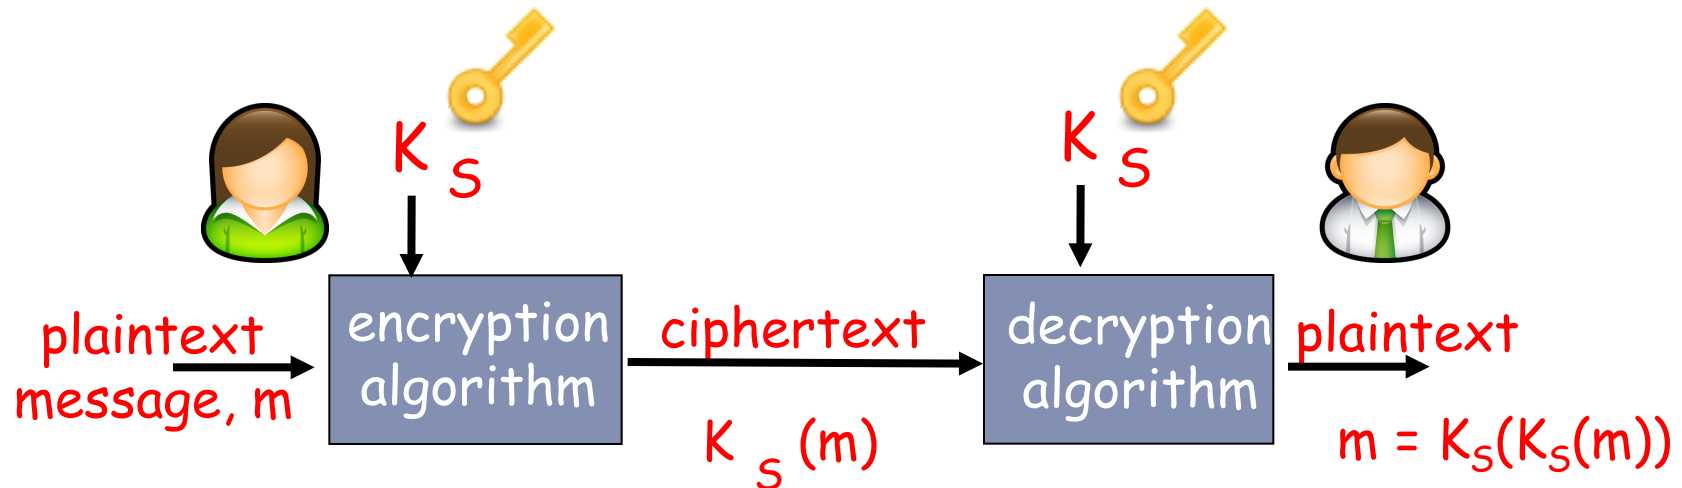 K S
K S
plaintext
message, m
encryption
algorithm
ciphertext
K S (m)
decryption
algorithm
plaintext
m = KS(KS(m))